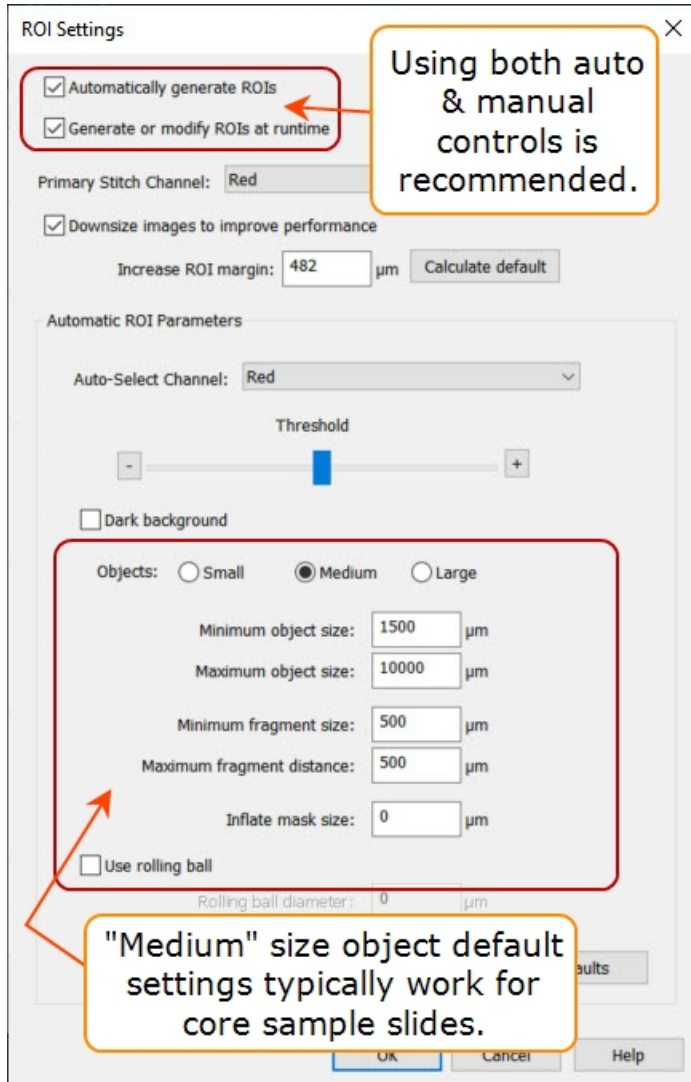 ROI Settings
Automatically generate ROIs
Generate or modify ROIs at runtime
Using both auto
& manual
controls is
recommended.
Primary Stitch Channel: Red
Downsize images to improve performance
Increase ROI margin: 482 µm Calculate default
Automatic ROI Parameters
Auto-Select Channel: Red
Threshold
- +
Dark background
Objects: Small Medium Large
Minimum object size: 1500 µm
Maximum object size: 10000 µm
Minimum fragment size: 500 µm
Maximum fragment distance: 500 µm
Inflate mask size: 0 µm
Use rolling ball
Rolling ball diameter: 0 µm
"Medium" size object default
settings typically work for
core sample slides.
aults
OK Cancel Help